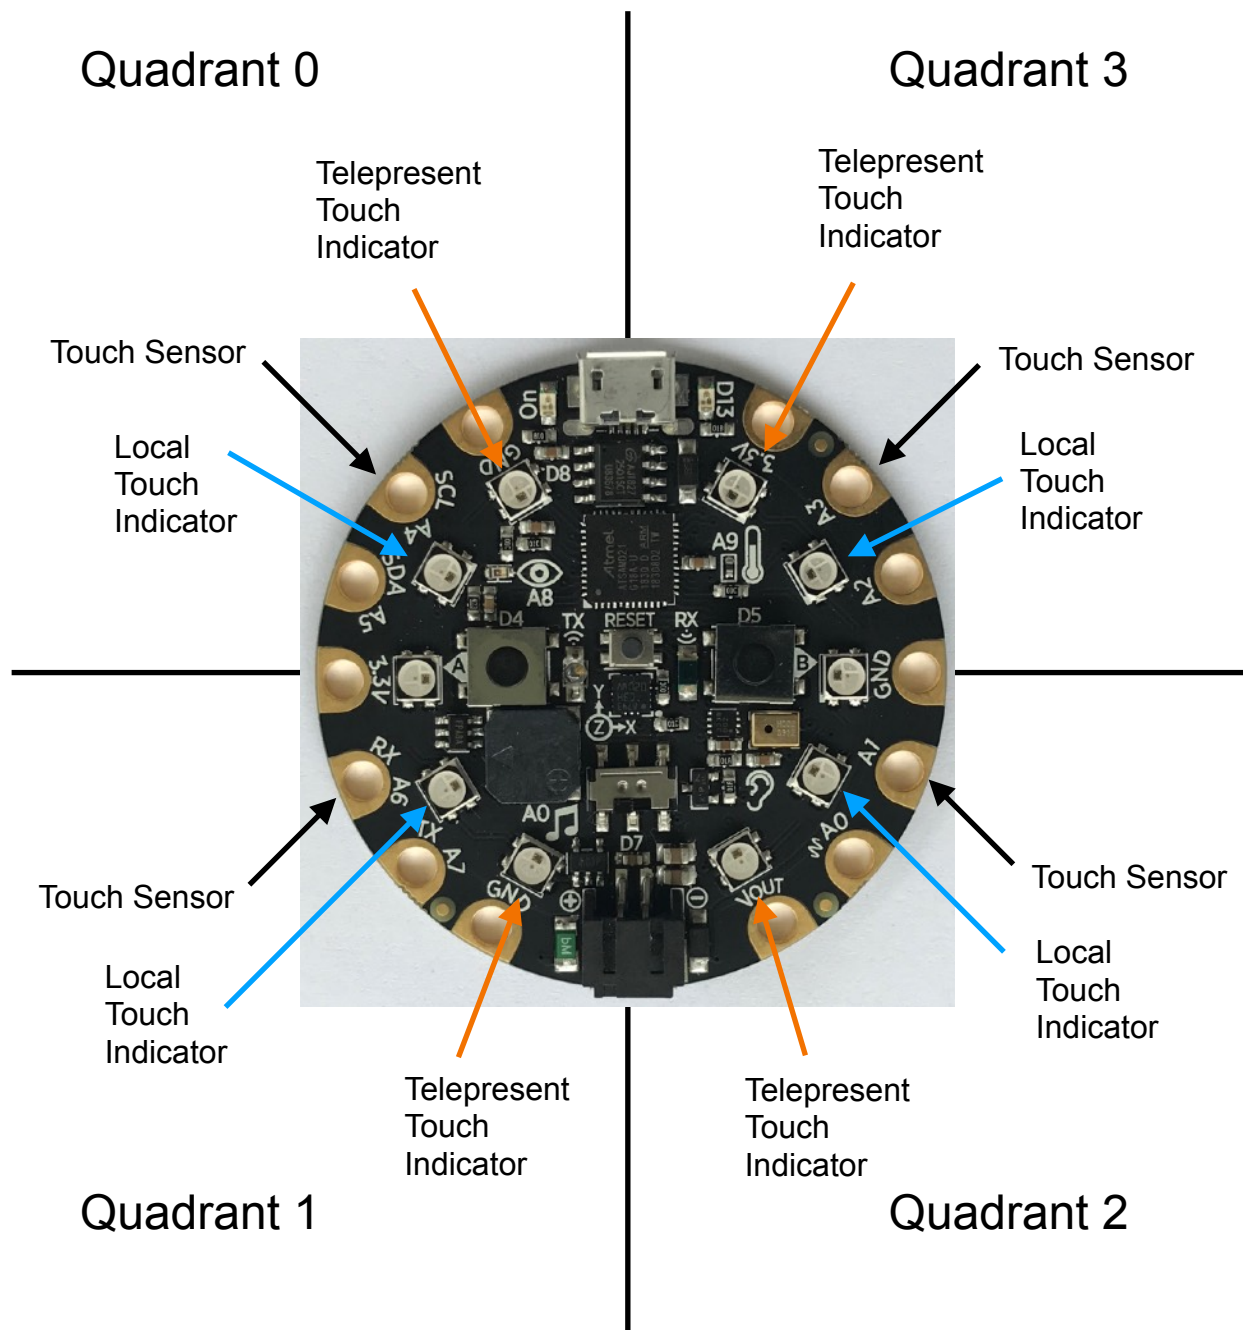 Quadrant 0
Quadrant 3
Telepresent
Touch
Indicator
Telepresent
Touch
Indicator
Touch Sensor
Touch Sensor
Local
Touch
Indicator
Local
Touch
Indicator
On
D13
GND
D8
3.3V
SCL
A4
A3
SDA
A5
A8
A9
A2
Atmel
D4
TX
RESET
RX
D5
3.3V
A
B
GND
Y
Z
X
RX
A6
A1
TX
A7
A0
A0
D7
GND
VOUT
Touch Sensor
Touch Sensor
Local
Touch
Indicator
Local
Touch
Indicator
Telepresent
Touch
Indicator
Telepresent
Touch
Indicator
Quadrant 1
Quadrant 2